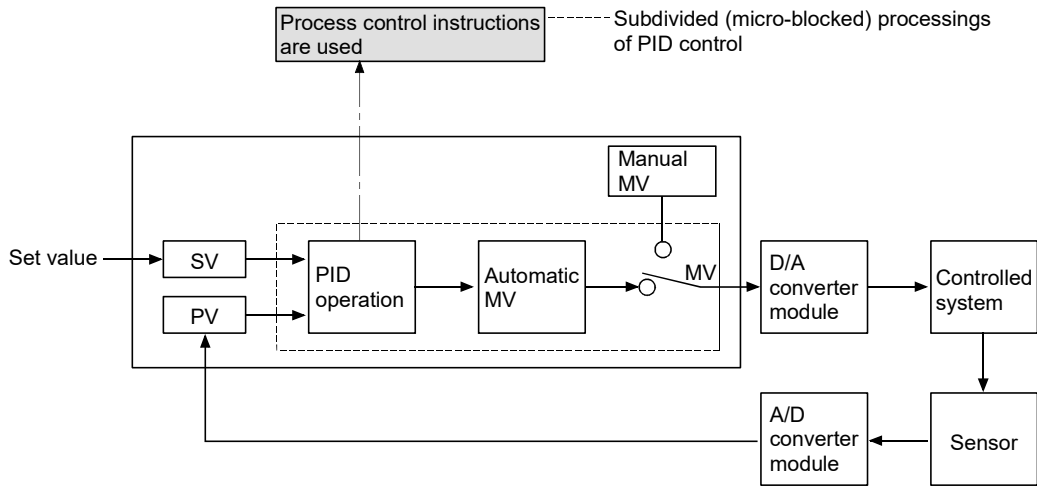 Process control instructions
are used
Subdivided (micro-blocked) processings
of PID control
Manual
MV
Set value
SV
PV
PID
operation
Automatic
MV
MV
D/A
converter
module
Controlled
system
A/D
converter
module
Sensor